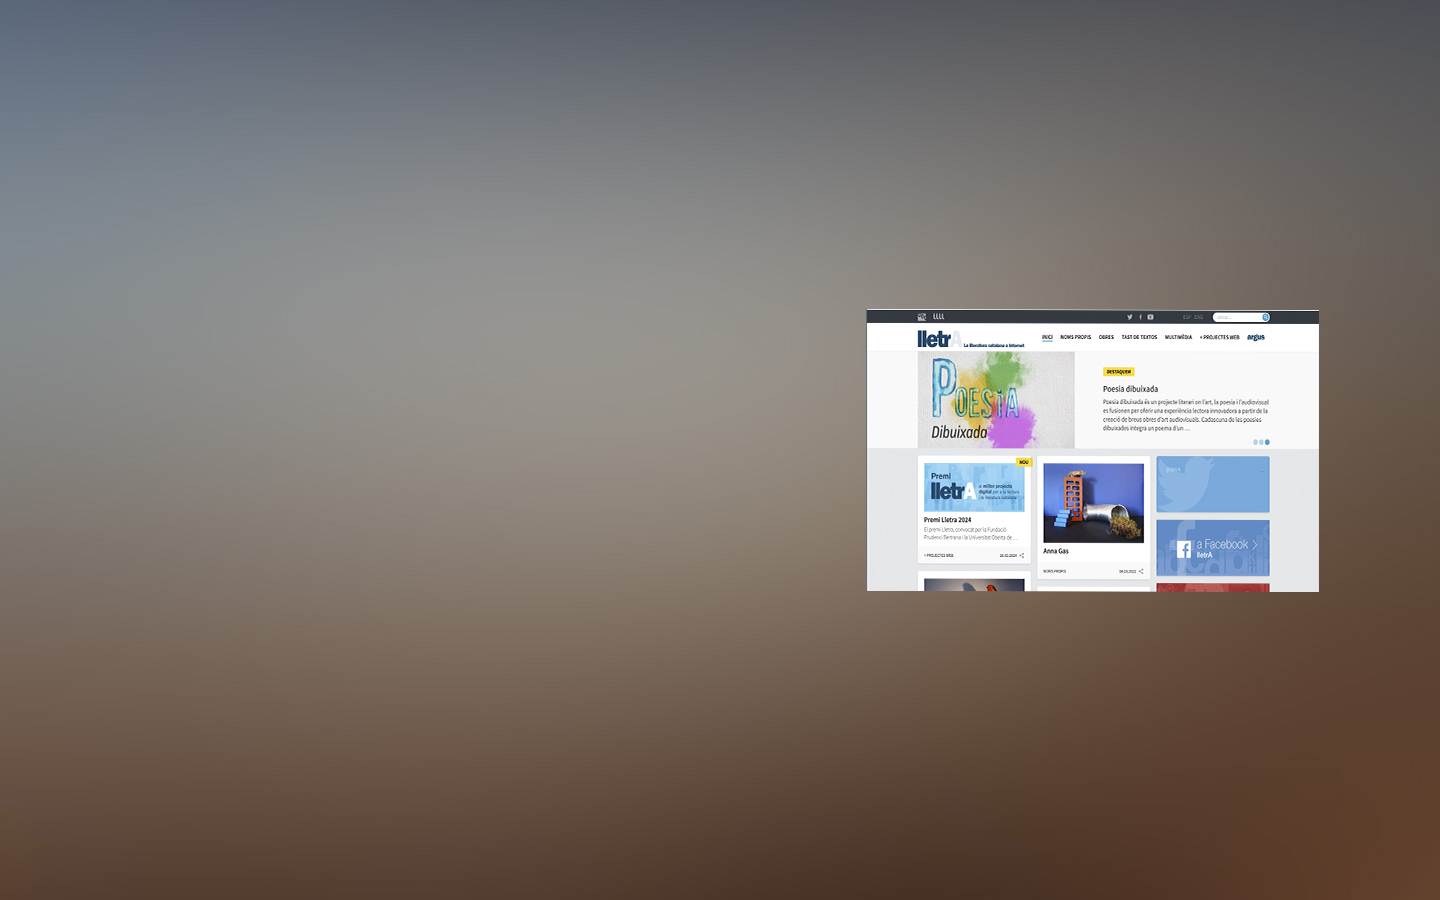 LLLL
ESP ENG
cercar...
lletrA La literatura catalana a internet
INICI NOMS PROPIS OBRES TAST DE TEXTOS MULTIMÈDIA + PROJECTES WEB argus
POESIA
Dibuixada
DESTAQUEM
Poesia dibuixada
Poesia dibuixada és un projecte literari on l'art, la poesia i l'audiovisual
es fusionen per oferir una experiència lectora innovadora a partir de la
creació de breus obres d'art audiovisuals. Cadascuna de les poesies
dibuixades integra un poema d'un ...
NOU
Premi
lletrA
al millor projecte
digital per a la lectura
i la literatura catalana
Premi Lletra 2024
El premi Lletra, convocat per la Fundació
Prudenci Bertrana i la Universitat Oberta de ...
+ PROJECTES WEB
Anna Gas
NOMS PROPIS
a Facebook
lletrA